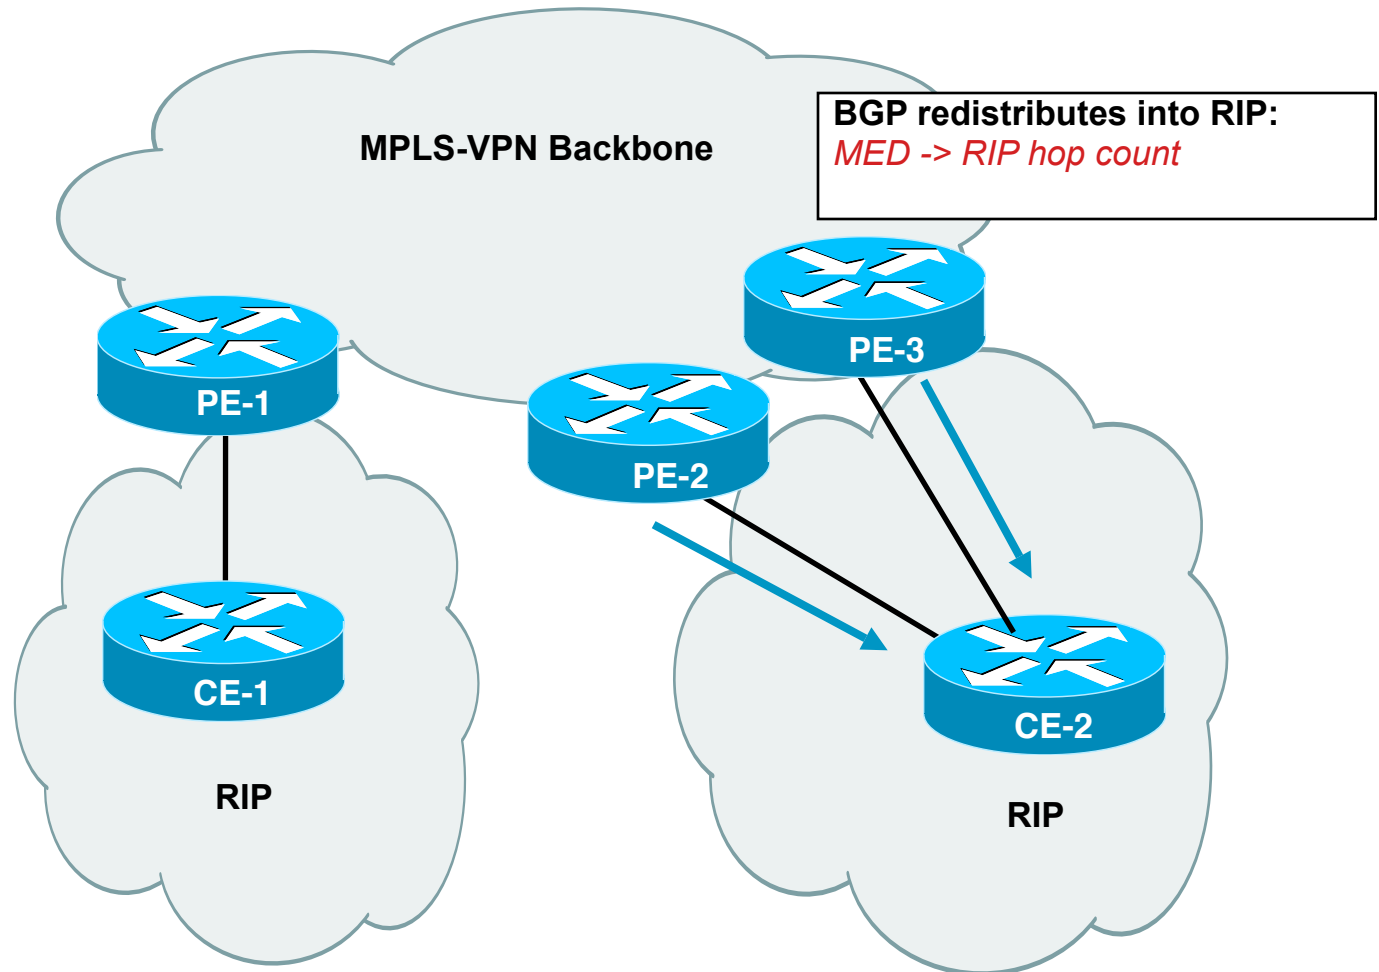 MPLS-VPN Backbone
BGP redistributes into RIP:
MED -> RIP hop count
PE-3
PE-1
PE-2
CE-1
CE-2
RIP
RIP